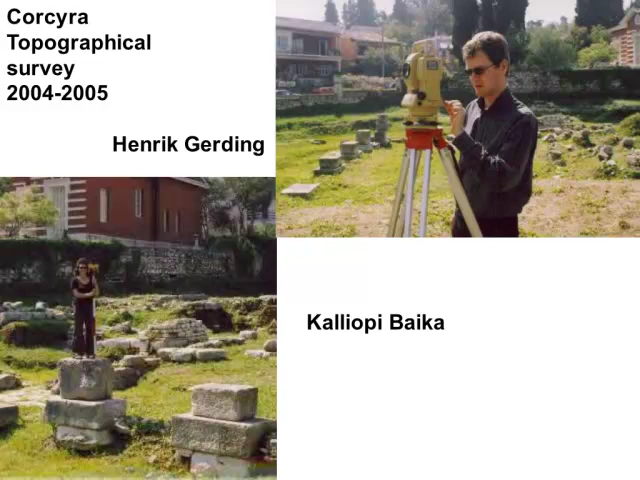 Corcyra
Topographical
survey
2004-2005
Henrik Gerding
Kalliopi Baika